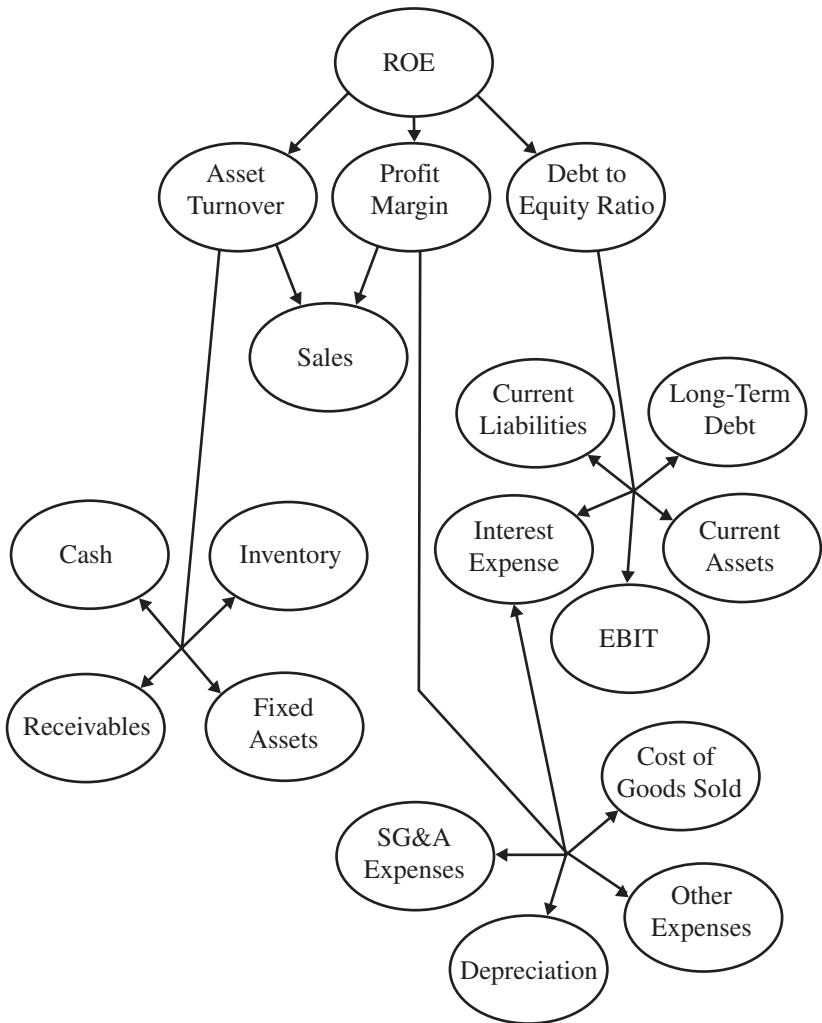 ROE
Asset
Turnover
Profit
Margin
Debt to
Equity Ratio
Sales
Current
Liabilities
Long-Term
Debt
Cash
Inventory
Interest
Expense
Current
Assets
EBIT
Receivables
Fixed
Assets
Cost of
Goods Sold
SG&A
Expenses
Other
Expenses
Depreciation